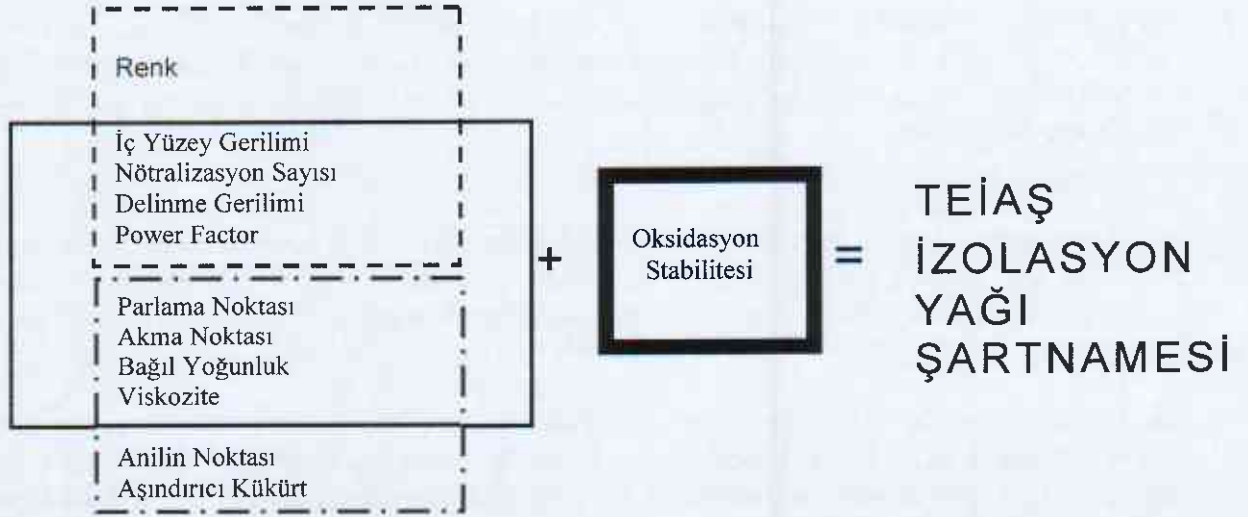 Renk
İç Yüzey Gerilimi
Nötralizasyon Sayısı
Delinme Gerilimi
Power Factor
Parlama Noktası
Akma Noktası
Bağıl Yoğunluk
Viskozite
Anilin Noktası
Aşındırıcı Kükürt
+
Oksidasyon
Stabilitesi
=
TEİAŞ
İZOLASYON
YAĞI
ŞARTNAMESİ